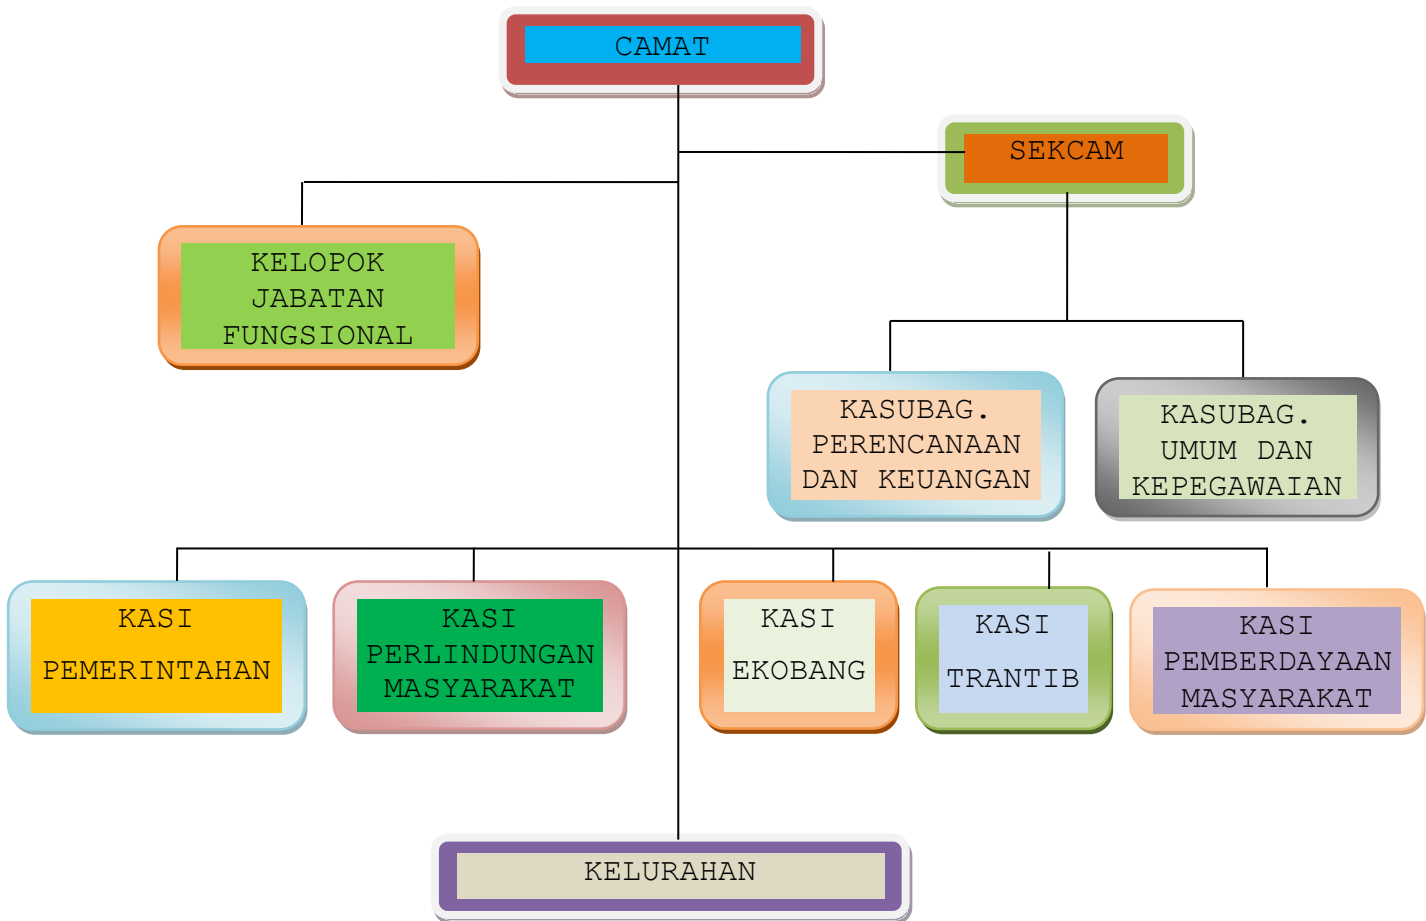 CAMAT
SEKCAM
KELOPOK
JABATAN
FUNGSIONAL
KASUBAG.
PERENCANAAN
DAN KEUANGAN
KASUBAG.
UMUM DAN
KEPEGAWAIAN
KASI
PEMERINTAHAN
KASI
PERLINDUNGAN
MASYARAKAT
KASI
EKOBANG
KASI
TRANTIB
KASI
PEMBERDAYAAN
MASYARAKAT
KELURAHAN